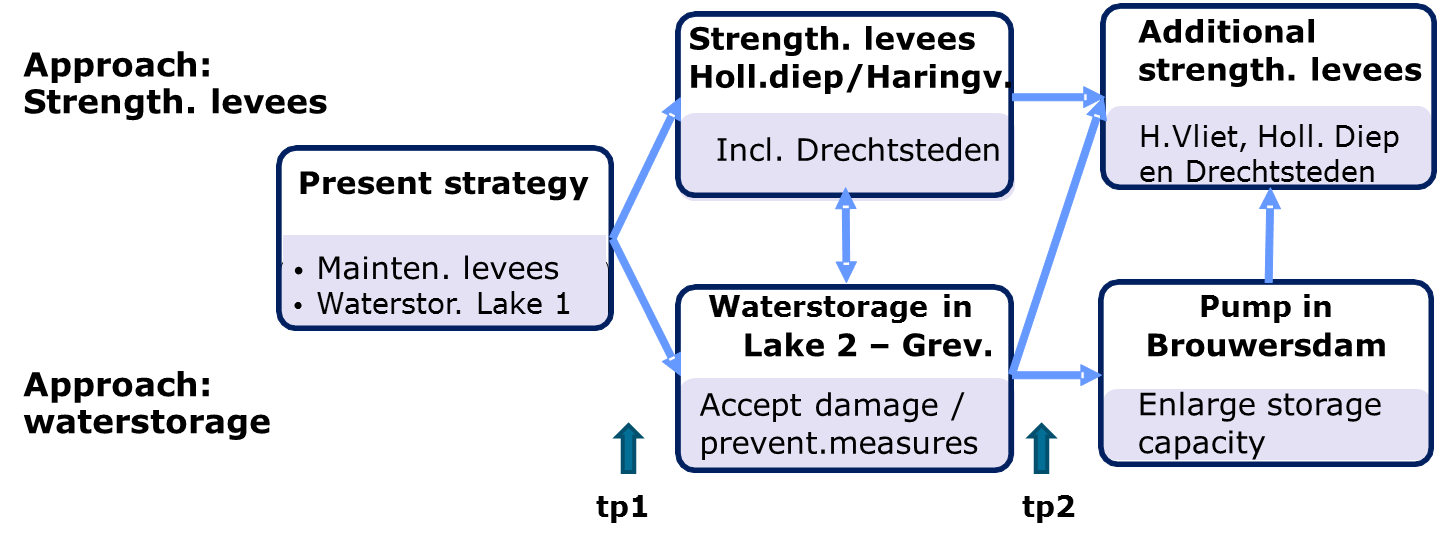 Approach:
Strength. levees
Present strategy
• Mainten. levees
• Waterstor. Lake 1
Strength. levees
Holl.diep/Haringv.
Incl. Drechtsteden
Additional
strength. levees
H.Vliet, Holl. Diep
en Drechtsteden
Approach:
waterstorage
Waterstorage in
Lake 2 – Grev.
Accept damage /
prevent.measures
Pump in
Brouwersdam
Enlarge storage
capacity
tp1
tp2